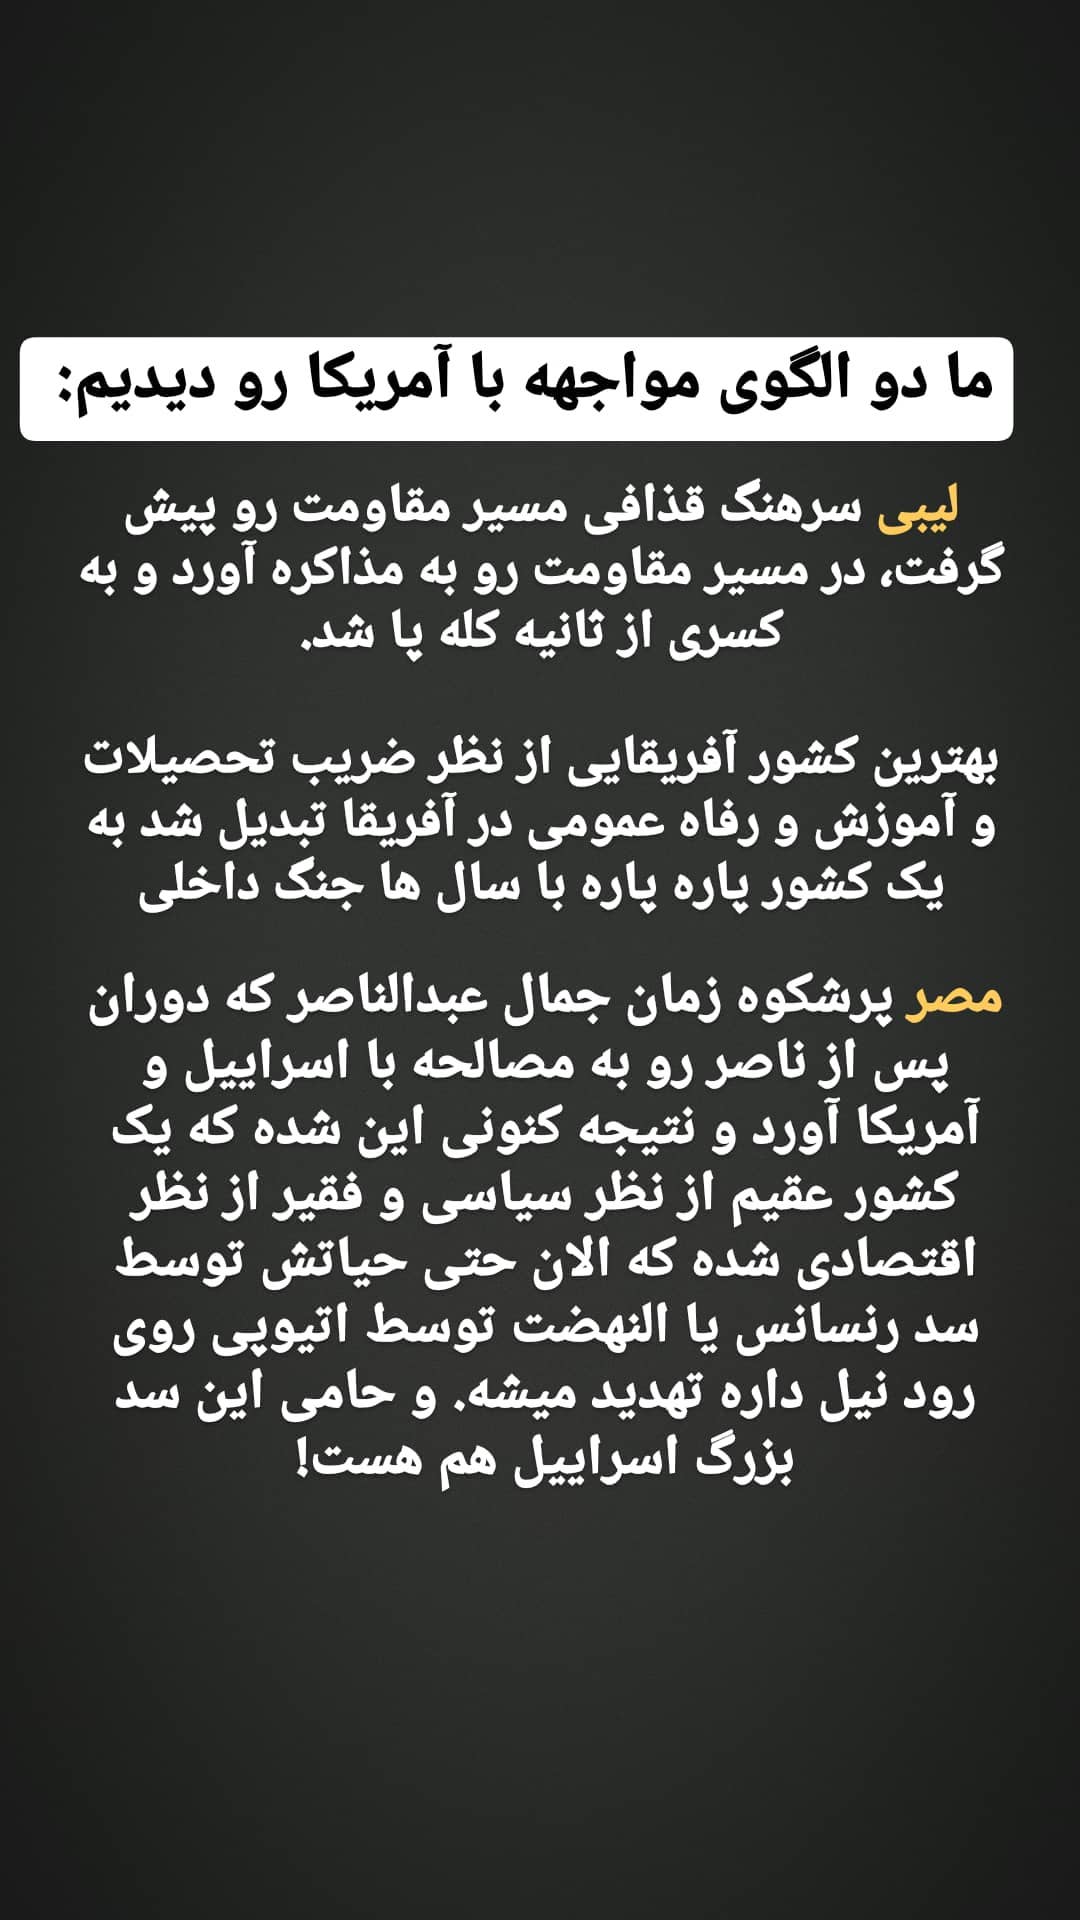 ما دو الگوی مواجهه با آمریکا رو دیدیم:
لیبی سرهنگ قذافی مسیر مقاومت رو پیش
گرفت، در مسیر مقاومت رو به مذاکره آورد و به
کسری از ثانیه کله پا شد.
بهترین کشور آفریقایی از نظر ضریب تحصیلات
و آموزش و رفاه عمومی در آفریقا تبدیل شد به
یک کشور پاره پاره با سال ها جنگ داخلی
مصر پرشکوه زمان جمال عبدالناصر که دوران
پس از ناصر رو به مصالحه با اسراییل و
آمریکا آورد و نتیجه کنونی این شده که یک
کشور عقیم از نظر سیاسی و فقیر از نظر
اقتصادی شده که الان حتی حیاتش توسط
سد رنسانس یا النهضت توسط اتیوپی روی
رود نیل داره تهدید میشه. و حامی این سد
بزرگ اسراییل هم هست!